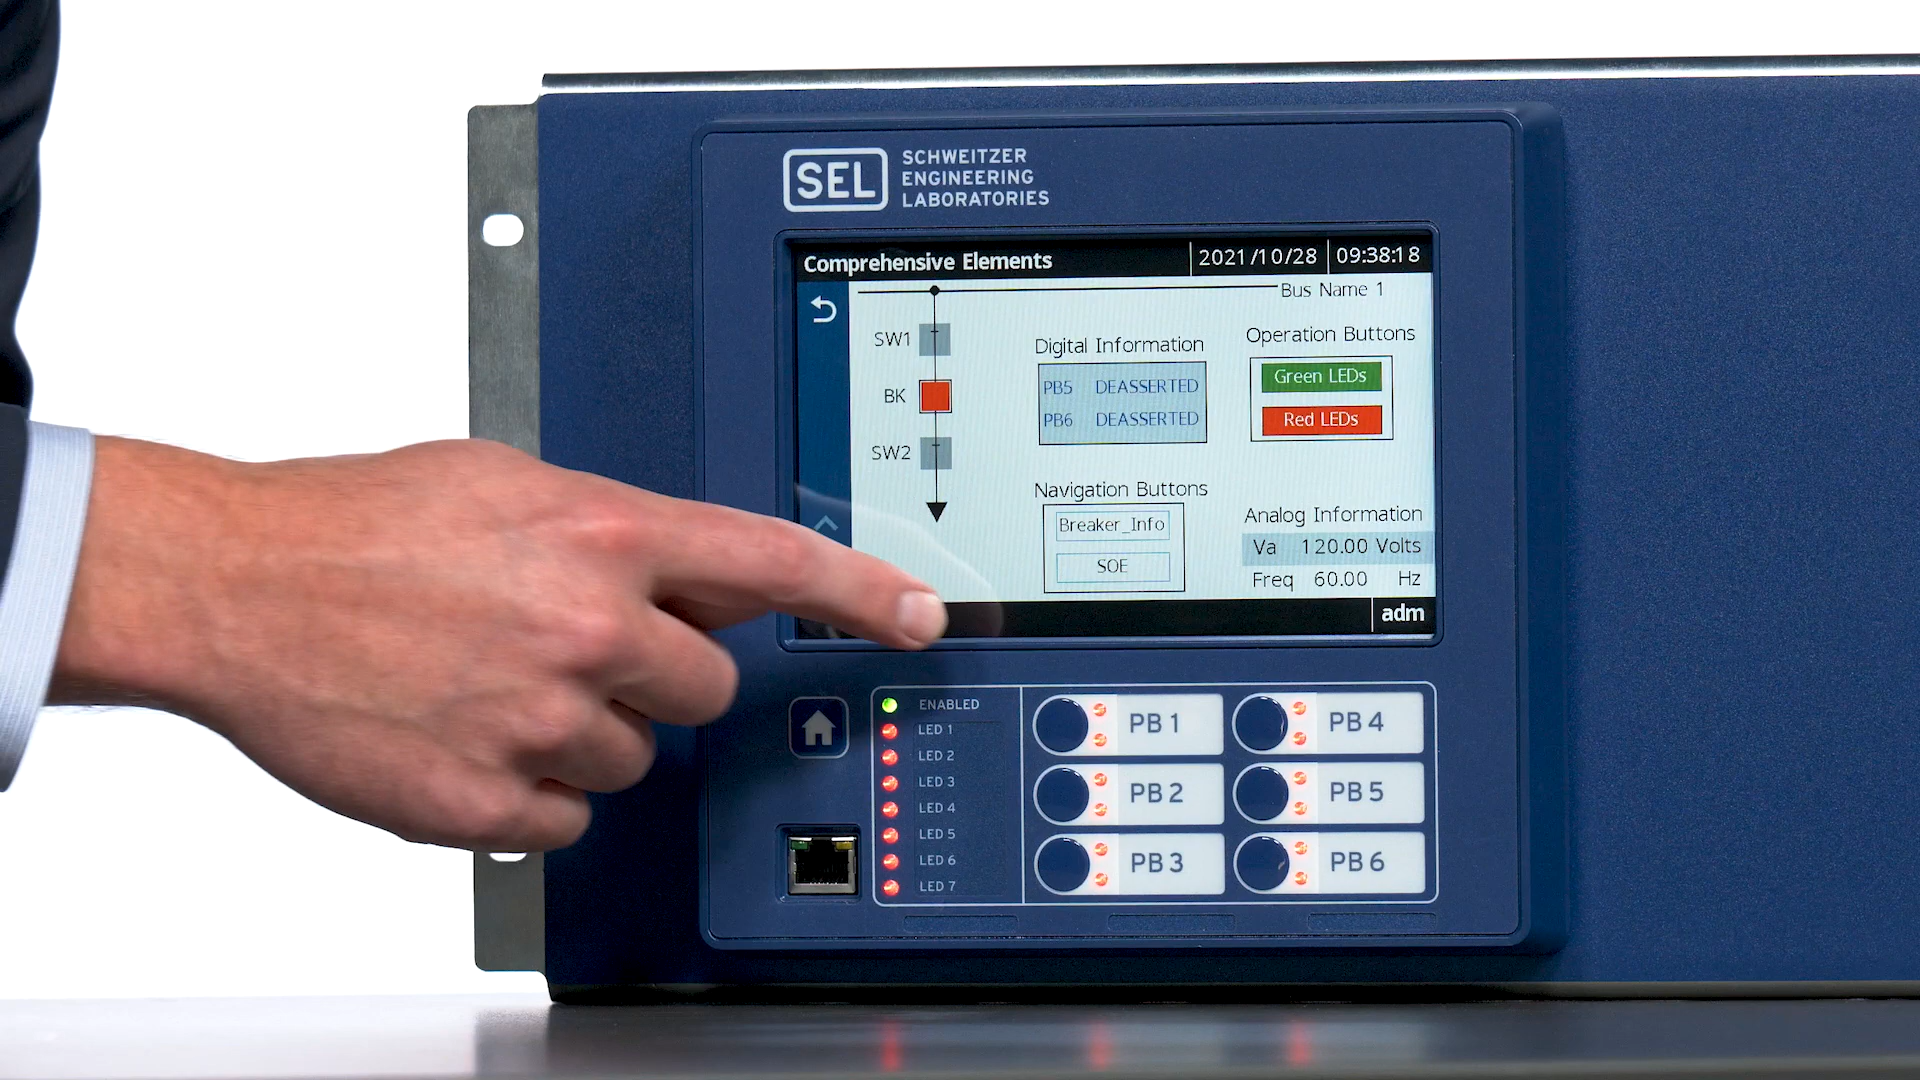 SEL
SCHWEITZER
ENGINEERING
LABORATORIES
Comprehensive Elements 2021/10/28 09:38:18
Bus Name 1
SW1
BK
SW2
Digital Information
PB5 DEASSERTED
PB6 DEASSERTED
Operation Buttons
Green LEDs
Red LEDs
Navigation Buttons
Breaker_Info
SOE
Analog Information
Va 120.00 Volts
Freq 60.00 Hz
adm
ENABLED
LED 1
LED 2
LED 3
LED 4
LED 5
LED 6
LED 7
PB 1
PB 2
PB 3
PB 4
PB 5
PB 6